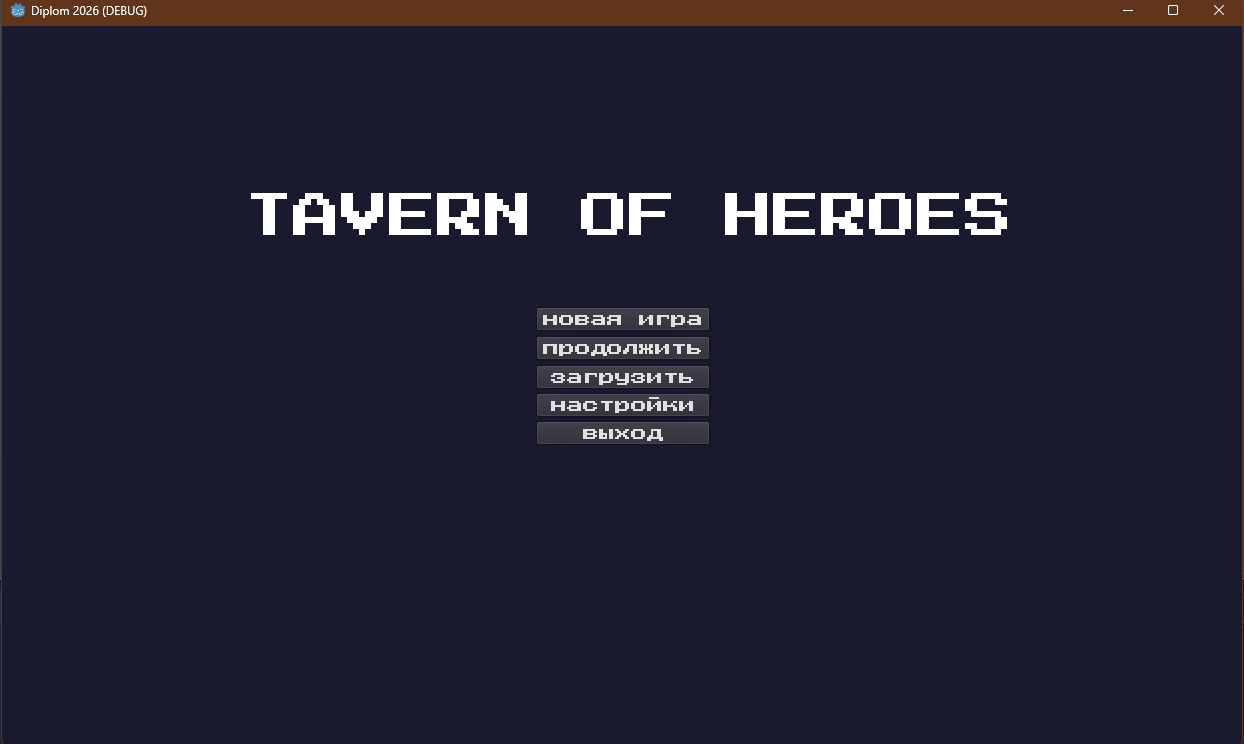 Diplom 2026 (DEBUG)
TAVERN OF HEROES
новая игра
продолжить
загрузить
настройки
выход